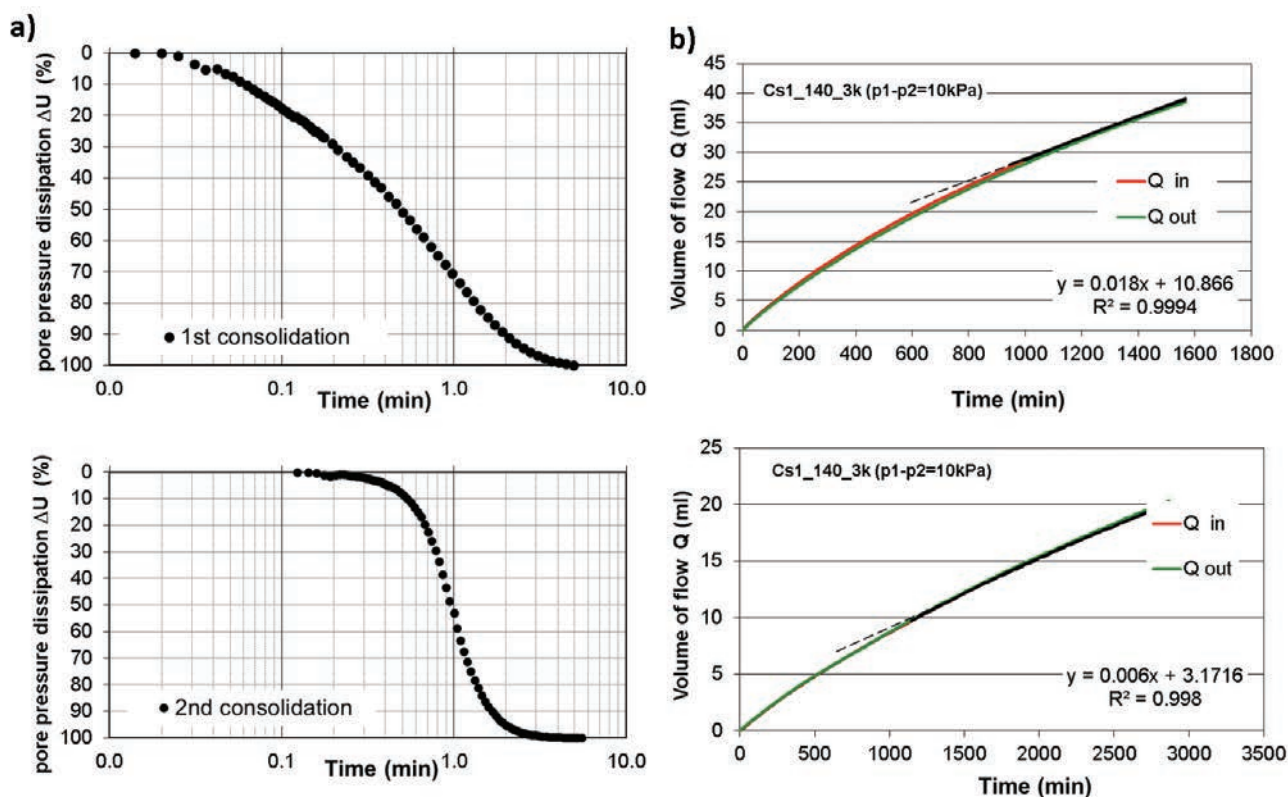 a)
pore pressure dissipation ΔU (%)
0
10
20
30
40
50
60
70
80
90
100
● 1st consolidation
0.0 0.1 1.0 10.0
Time (min)
b)
Volume of flow Q (ml)
45
40
35
30
25
20
15
10
5
0
Cs1_140_3k (p1-p2=10kPa)
Q in
Q out
y = 0.018x + 10.866
R² = 0.9994
0 200 400 600 800 1000 1200 1400 1600 1800
Time (min)
pore pressure dissipation ΔU (%)
0
10
20
30
40
50
60
70
80
90
100
● 2nd consolidation
0.0 0.1 1.0 10.0
Time (min)
Volume of flow Q (ml)
25
20
15
10
5
0
Cs1_140_3k (p1-p2=10kPa)
Q in
Q out
y = 0.006x + 3.1716
R² = 0.998
0 500 1000 1500 2000 2500 3000 3500
Time (min)